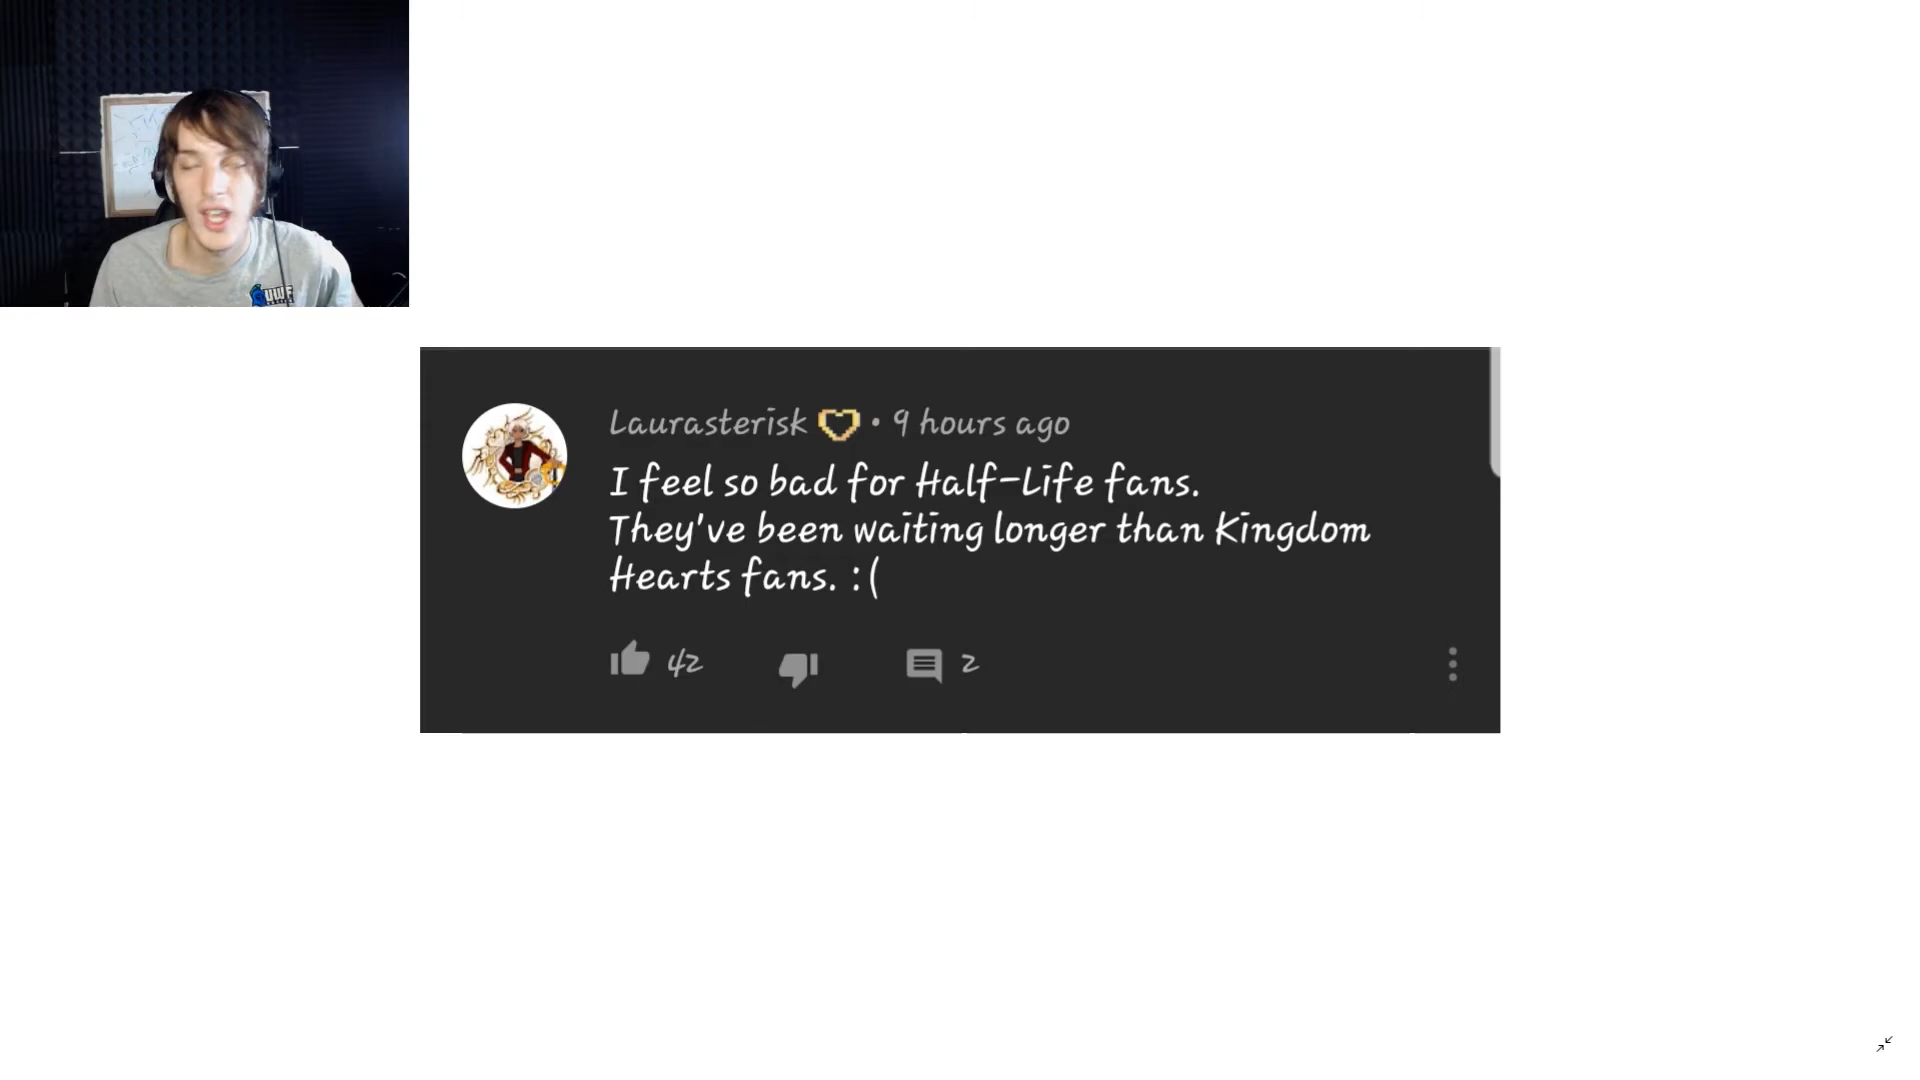 UWF
Laurasterisk • 9 hours ago
I feel so bad for Half-Life fans.
They've been waiting longer than Kingdom
Hearts fans. :(
42
2